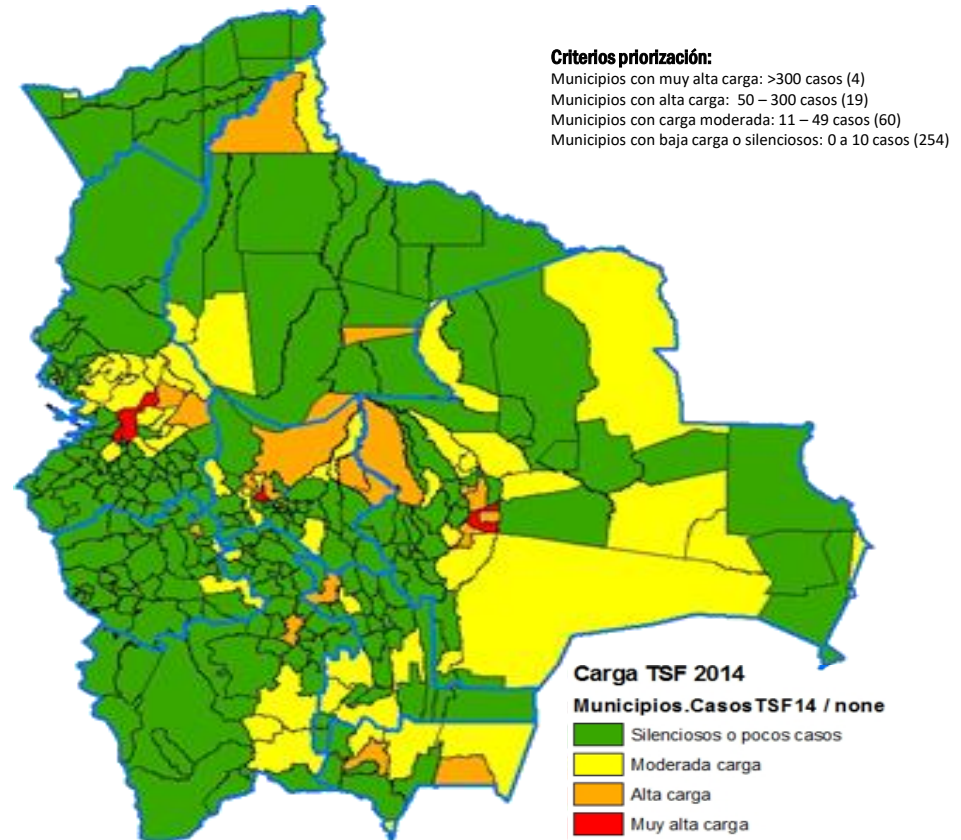 Criterios priorización:
Municipios con muy alta carga: >300 casos (4)
Municipios con alta carga: 50 – 300 casos (19)
Municipios con carga moderada: 11 – 49 casos (60)
Municipios con baja carga o silenciosos: 0 a 10 casos (254)
Carga TSF 2014
Municipios.CasosTSF14 / none
Silenciosos o pocos casos
Moderada carga
Alta carga
Muy alta carga